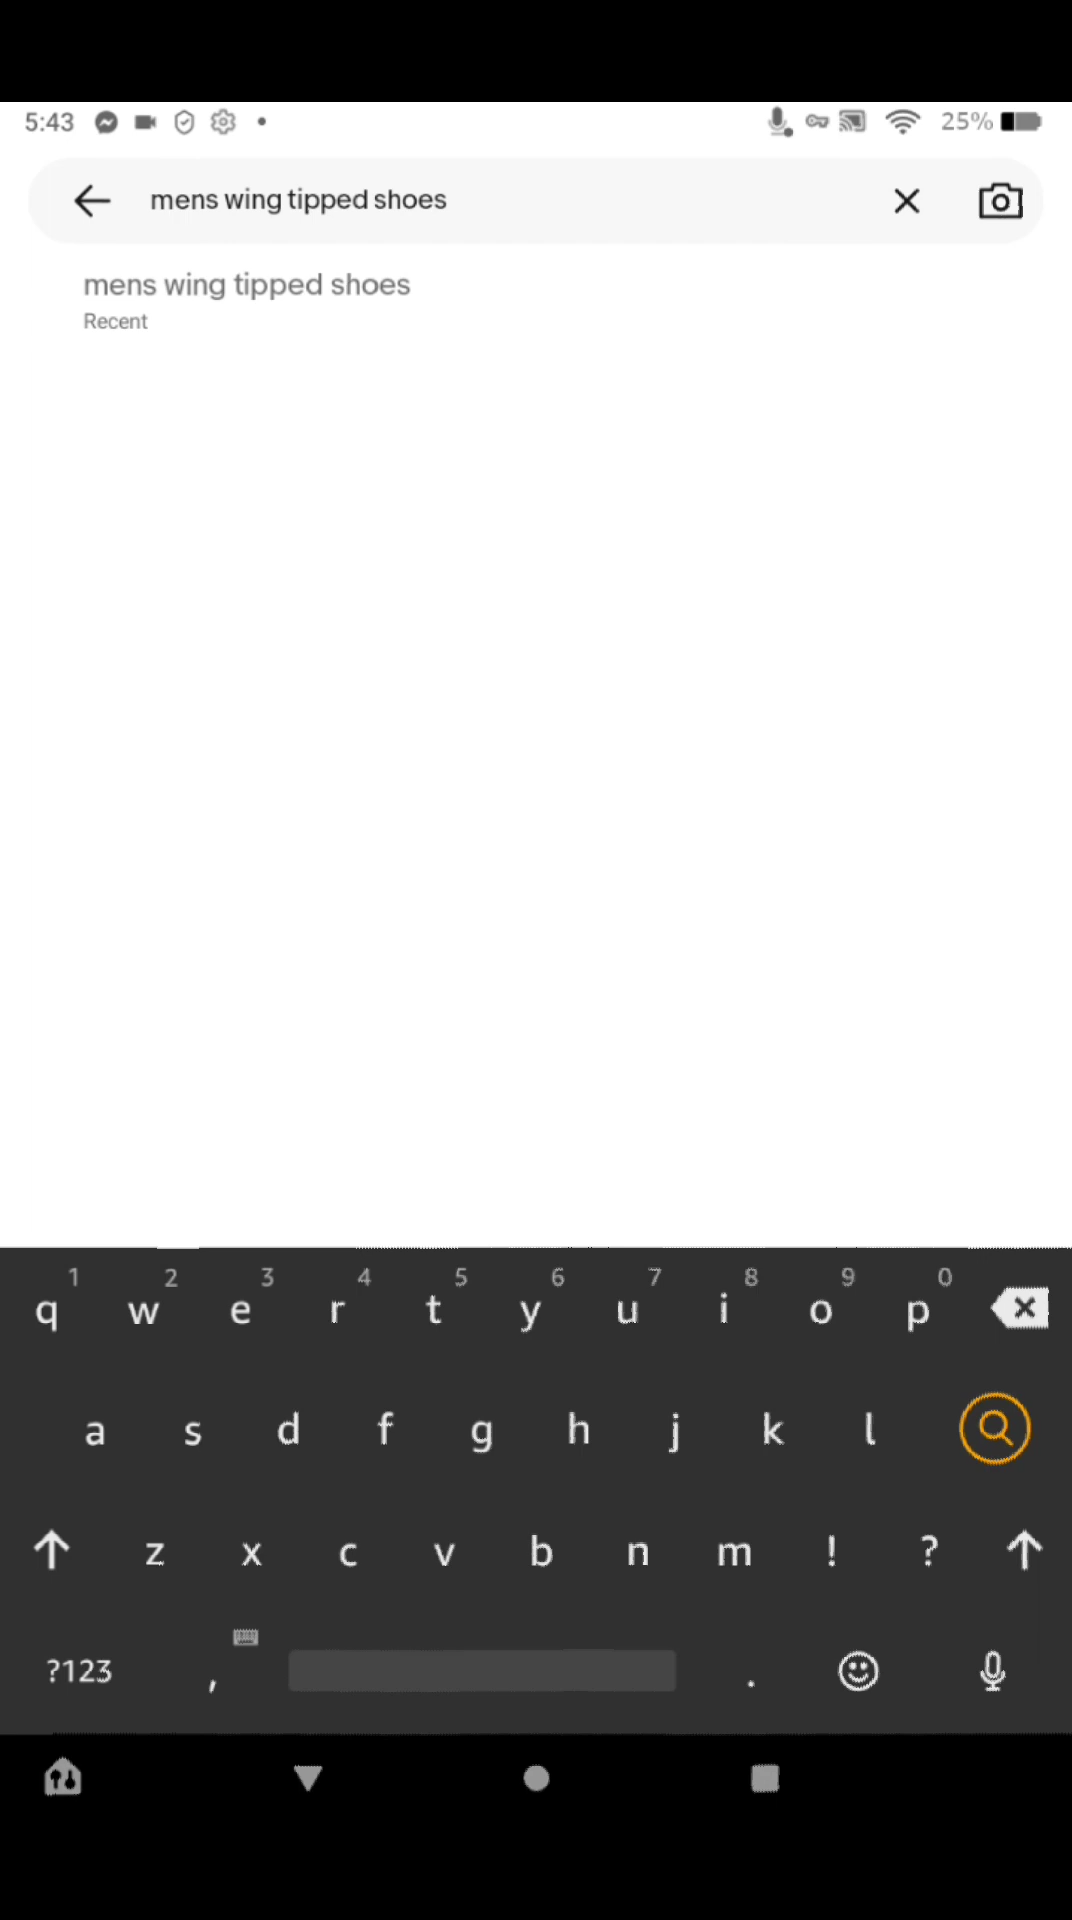 5:43
25%
mens wing tipped shoes
mens wing tipped shoes
Recent
1 2 3 4 5 6 7 8 9 0
q w e r t y u i o p
a s d f g h j k l
z x c v b n m ! ?
?123 , .